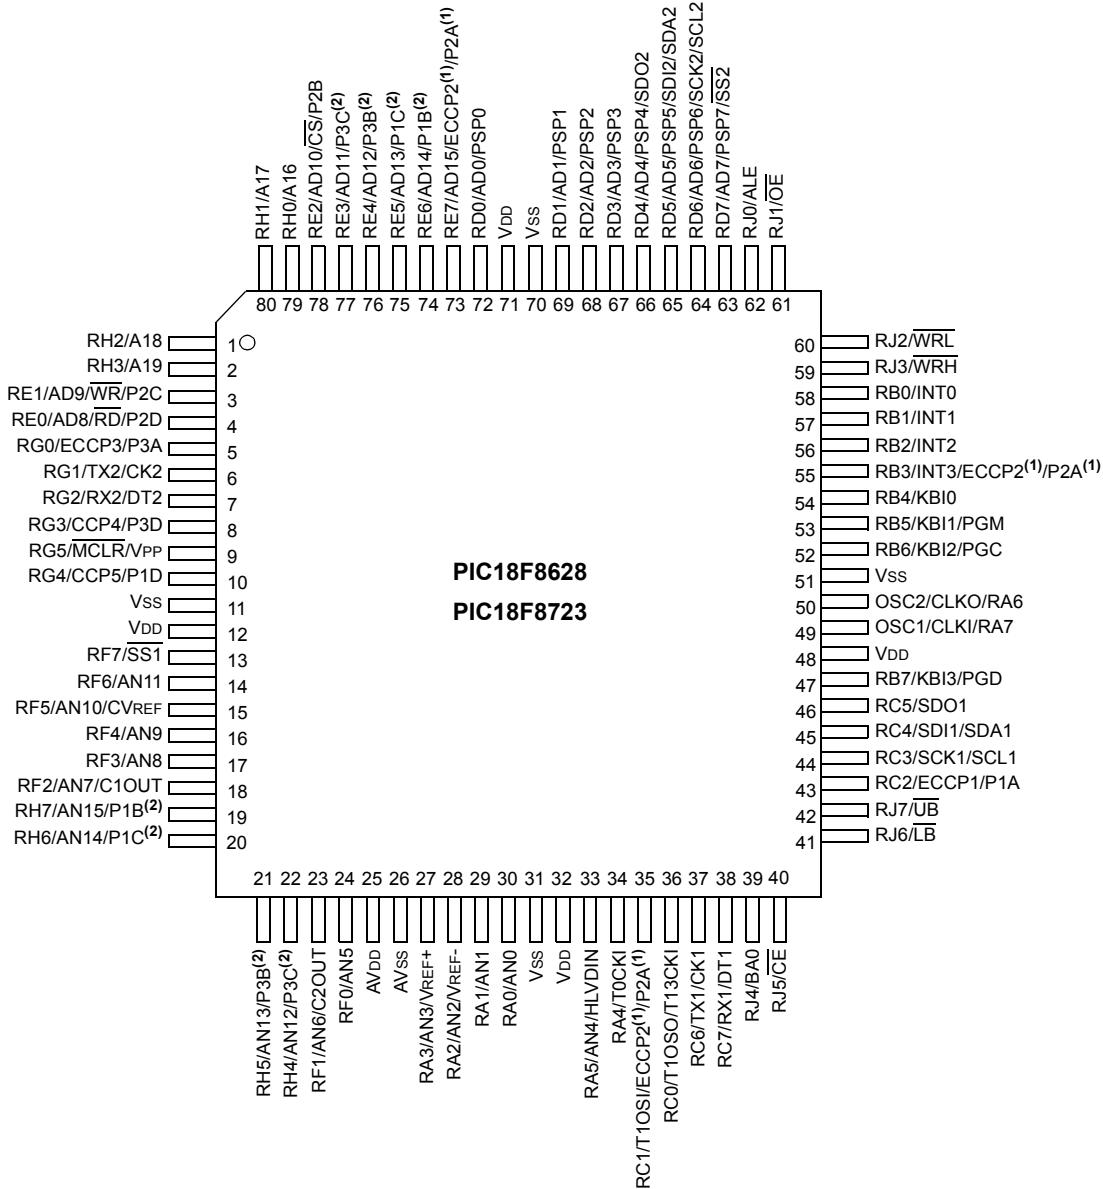 RH1/A17
RH0/A16
RE2/AD10/C̅S̅/P2B
RE3/AD11/P3C(2)
RE4/AD12/P3B(2)
RE5/AD13/P1C(2)
RE6/AD14/P1B(2)
RE7/AD15/ECCP2(1)/P2A(1)
RD0/AD0/PSP0
VDD
VSS
RD1/AD1/PSP1
RD2/AD2/PSP2
RD3/AD3/PSP3
RD4/AD4/PSP4/SDO2
RD5/AD5/PSP5/SDI2/SDA2
RD6/AD6/PSP6/SCK2/SCL2
RD7/AD7/PSP7/S̅S̅2̅
RJ0/ALE
RJ1/O̅E̅
80 79 78 77 76 75 74 73 72 71 70 69 68 67 66 65 64 63 62 61
RH2/A18 1
RH3/A19 2
RE1/AD9/W̅R̅/P2C 3
RE0/AD8/R̅D̅/P2D 4
RG0/ECCP3/P3A 5
RG1/TX2/CK2 6
RG2/RX2/DT2 7
RG3/CCP4/P3D 8
RG5/M̅C̅L̅R̅/VPP 9
RG4/CCP5/P1D 10
VSS 11
VDD 12
RF7/S̅S̅1̅ 13
RF6/AN11 14
RF5/AN10/CVREF 15
RF4/AN9 16
RF3/AN8 17
RF2/AN7/C1OUT 18
RH7/AN15/P1B(2) 19
RH6/AN14/P1C(2) 20
PIC18F8628
PIC18F8723
60 RJ2/W̅R̅L̅
59 RJ3/W̅R̅H̅
58 RB0/INT0
57 RB1/INT1
56 RB2/INT2
55 RB3/INT3/ECCP2(1)/P2A(1)
54 RB4/KBI0
53 RB5/KBI1/PGM
52 RB6/KBI2/PGC
51 VSS
50 OSC2/CLKO/RA6
49 OSC1/CLKI/RA7
48 VDD
47 RB7/KBI3/PGD
46 RC5/SDO1
45 RC4/SDI1/SDA1
44 RC3/SCK1/SCL1
43 RC2/ECCP1/P1A
42 RJ7/U̅B̅
41 RJ6/L̅B̅
21 22 23 24 25 26 27 28 29 30 31 32 33 34 35 36 37 38 39 40
RH5/AN13/P3B(2)
RH4/AN12/P3C(2)
RF1/AN6/C2OUT
RF0/AN5
AVDD
AVSS
RA3/AN3/VREF+
RA2/AN2/VREF-
RA1/AN1
RA0/AN0
VSS
VDD
RA5/AN4/HLVDIN
RA4/T0CKI
RC1/T1OSI/ECCP2(1)/P2A(1)
RC0/T1OSO/T13CKI
RC6/TX1/CK1
RC7/RX1/DT1
RJ4/BA0
RJ5/C̅E̅